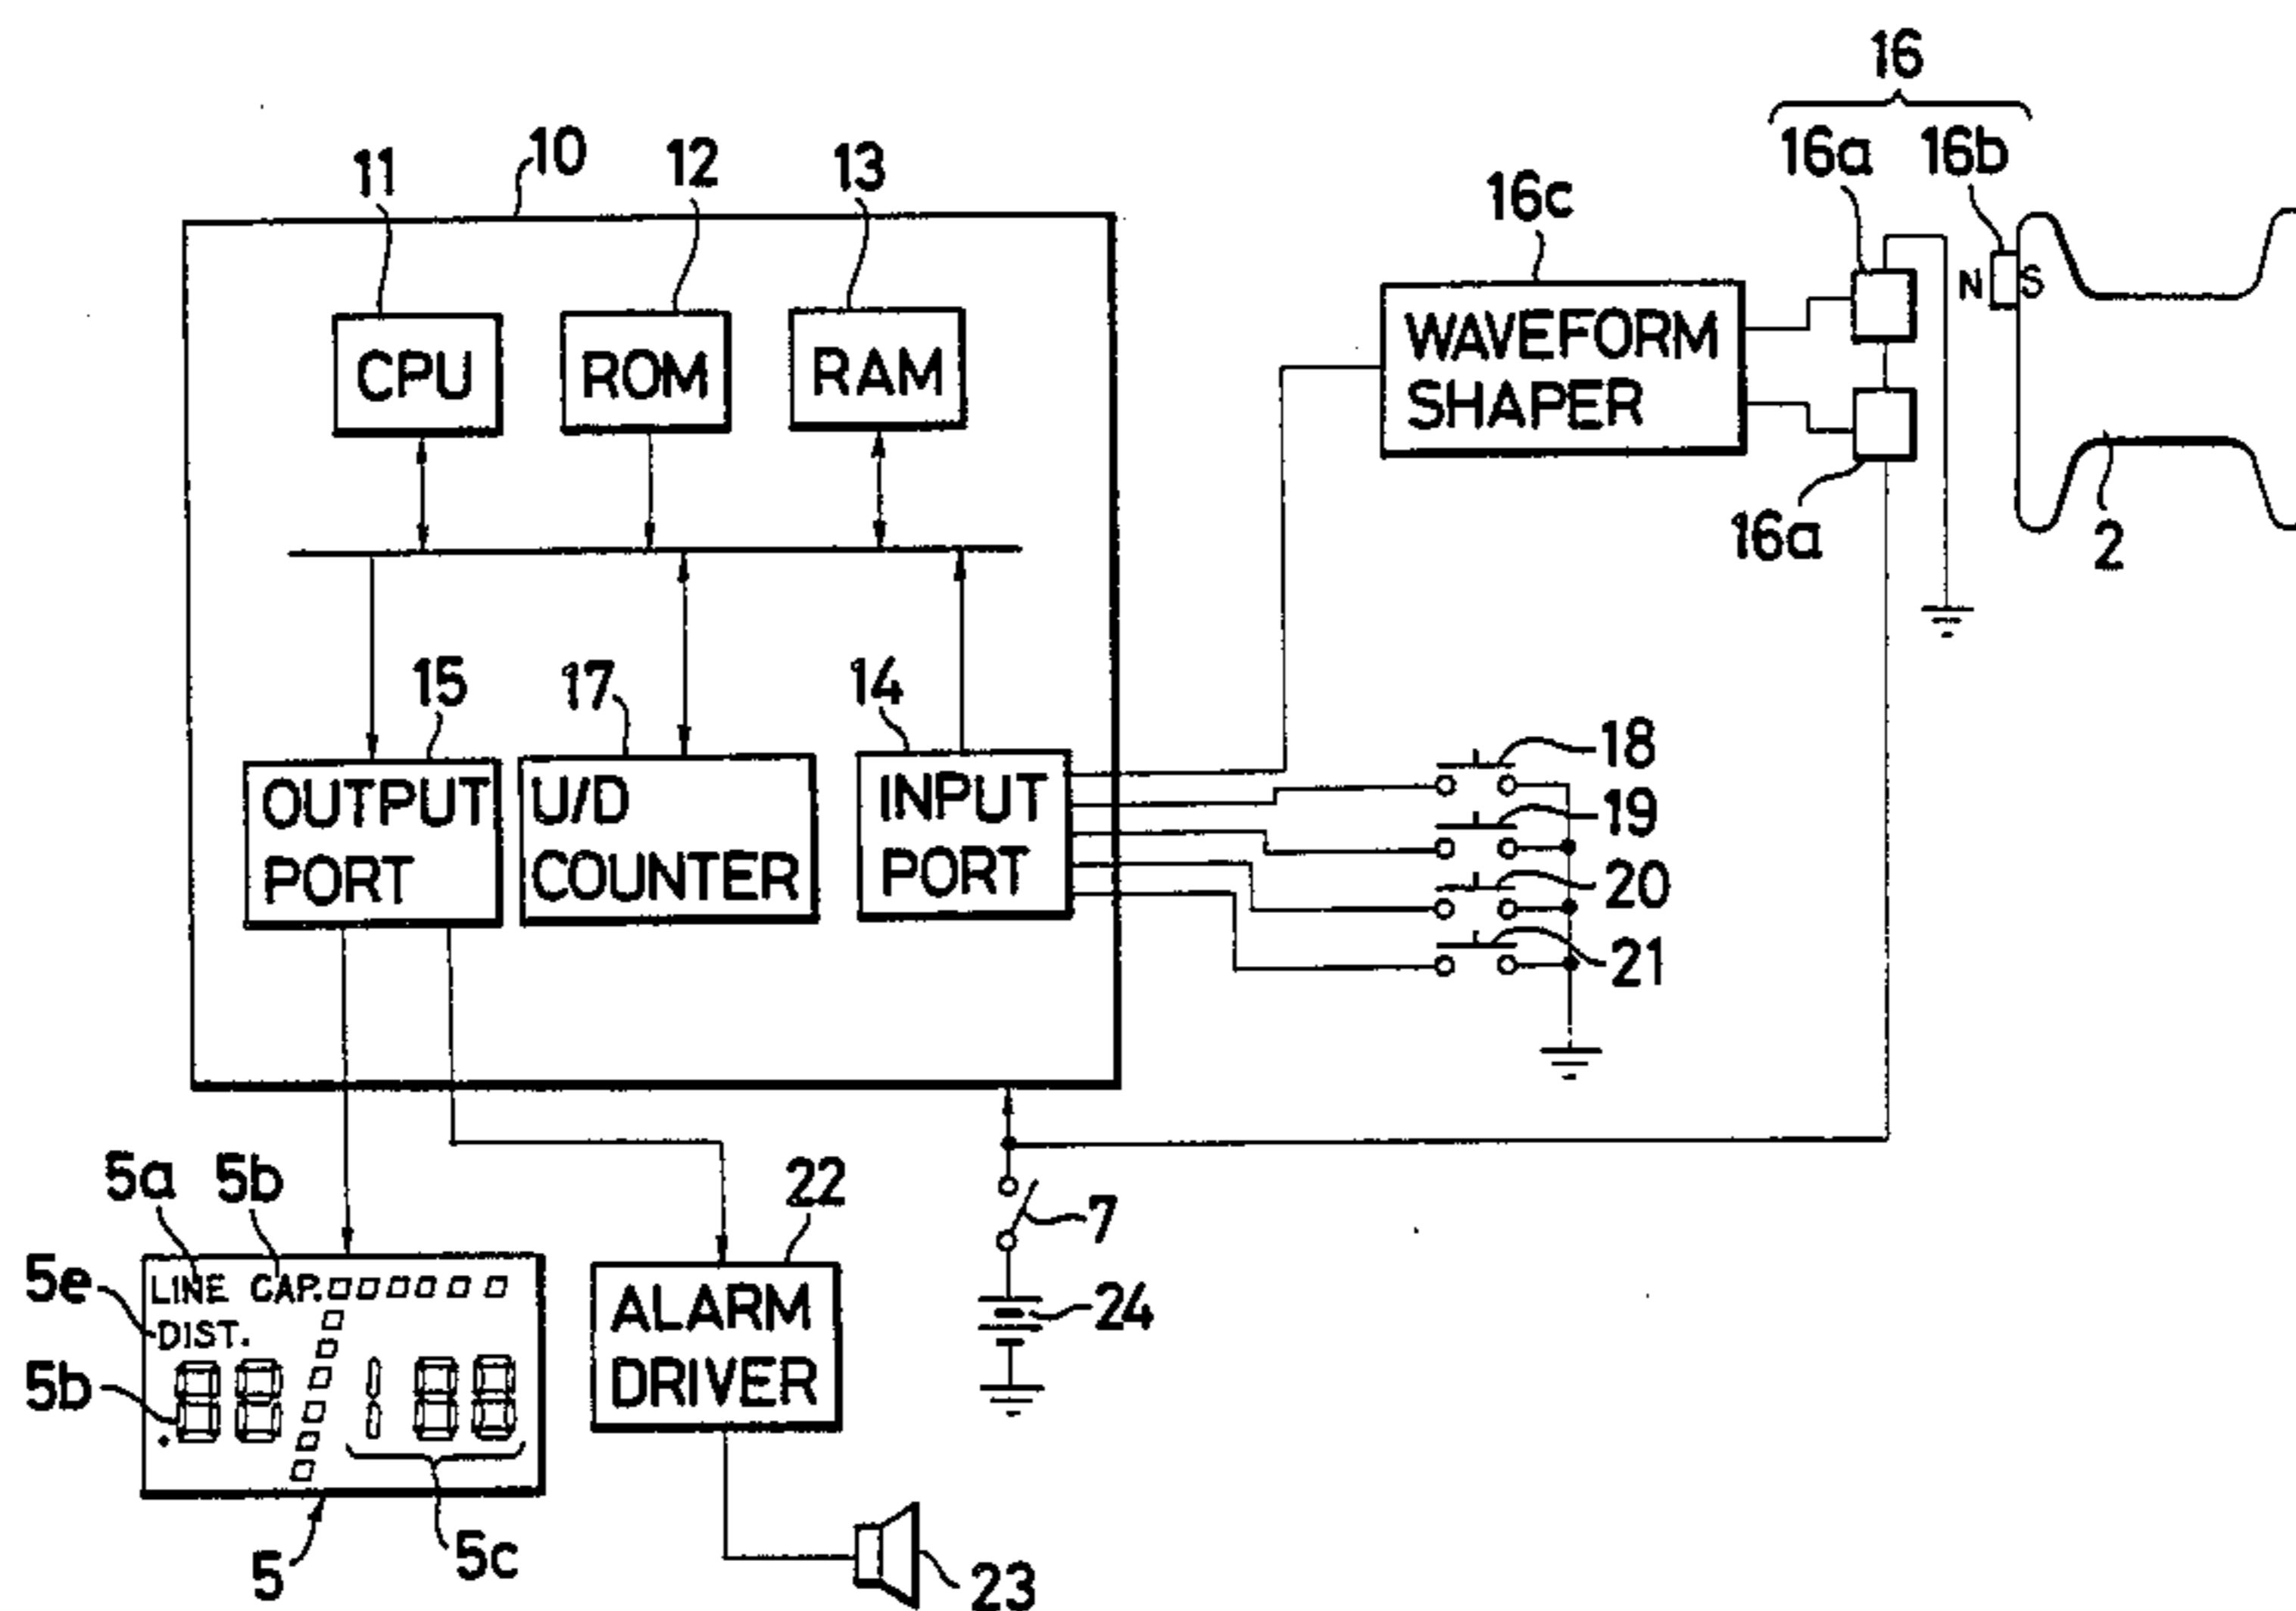 16
16a 16b
11 10 12 13
16c
N S
CPU ROM RAM
WAVEFORM
SHAPER
16a
2
15 17 14
OUTPUT
PORT
U/D
COUNTER
INPUT
PORT
18
19
20
21
5a 5b
22
7
24
5e
LINE CAP.
DIST.
5b
ALARM
DRIVER
5
5c
23